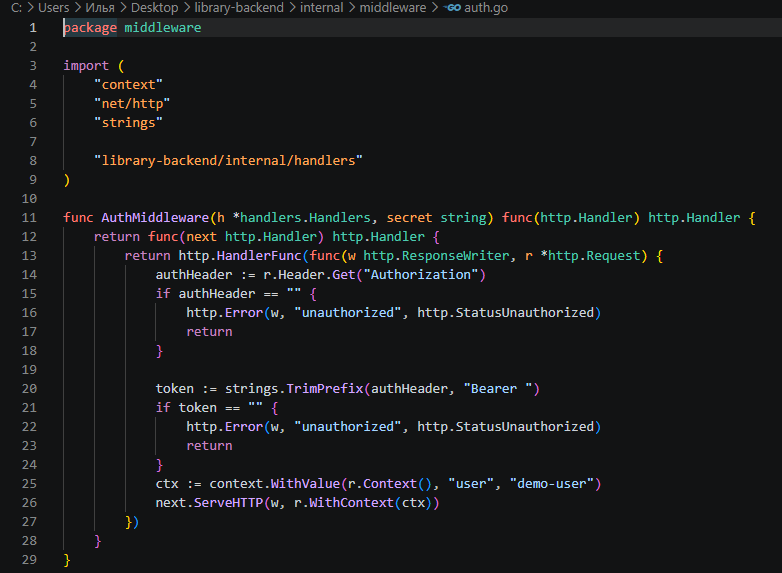 C: > Users > Илья > Desktop > library-backend > internal > middleware > GO auth.go
1 package middleware
2
3 import (
4     "context"
5     "net/http"
6     "strings"
7
8     "library-backend/internal/handlers"
9 )
10
11 func AuthMiddleware(h *handlers.Handlers, secret string) func(http.Handler) http.Handler {
12     return func(next http.Handler) http.Handler {
13         return http.HandlerFunc(func(w http.ResponseWriter, r *http.Request) {
14             authHeader := r.Header.Get("Authorization")
15             if authHeader == "" {
16                 http.Error(w, "unauthorized", http.StatusUnauthorized)
17                 return
18             }
19
20             token := strings.TrimPrefix(authHeader, "Bearer ")
21             if token == "" {
22                 http.Error(w, "unauthorized", http.StatusUnauthorized)
23                 return
24             }
25             ctx := context.WithValue(r.Context(), "user", "demo-user")
26             next.ServeHTTP(w, r.WithContext(ctx))
27         })
28     }
29 }